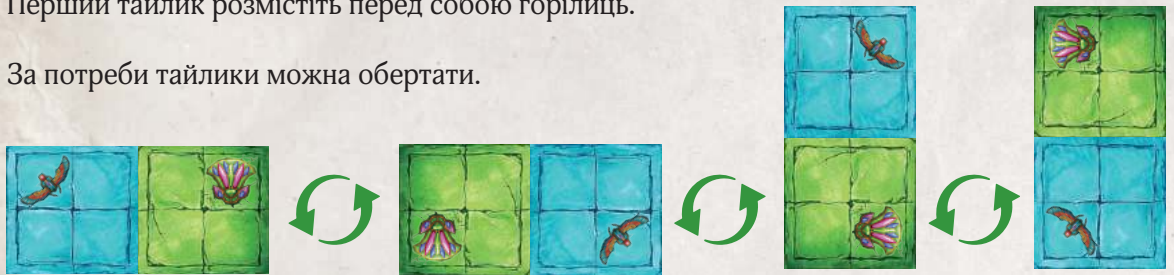 Перший тайлик розмістіть перед собою горілиць.
За потреби тайлики можна обертати.